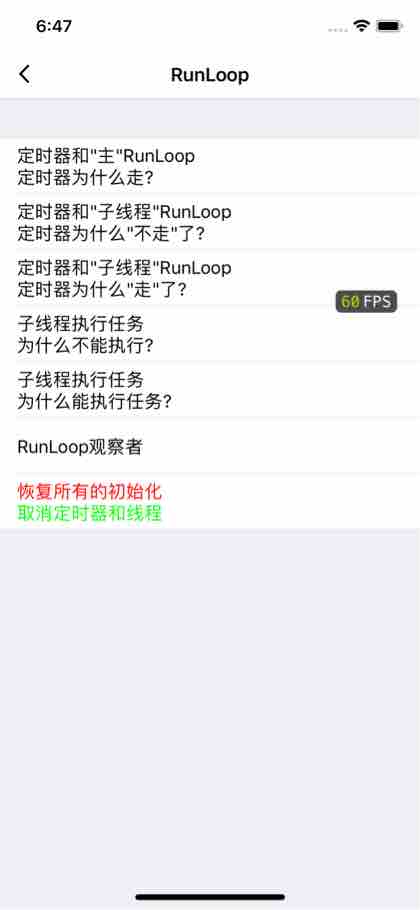 6:47
RunLoop
定时器和"主"RunLoop
定时器为什么走?
定时器和"子线程"RunLoop
定时器为什么"不走"了?
定时器和"子线程"RunLoop
定时器为什么"走"了?
60 FPS
子线程执行任务
为什么不能执行?
子线程执行任务
为什么能执行任务?
RunLoop观察者
恢复所有的初始化
取消定时器和线程